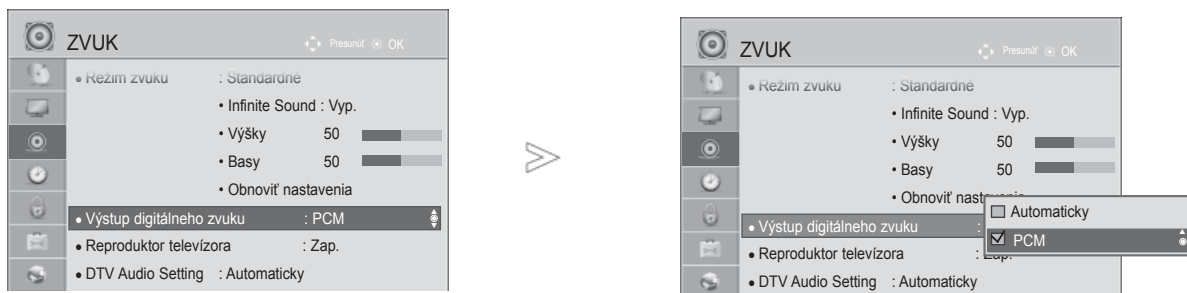 ZVUK
Presunúť OK
• Režim zvuku : Štandardné
• Infinite Sound : Vyp.
• Výšky 50
• Basy 50
• Obnoviť nastavenia
• Výstup digitálneho zvuku : PCM
• Reproduktor televízora : Zap.
• DTV Audio Setting : Automaticky
>
ZVUK
Presunúť OK
• Režim zvuku : Štandardné
• Infinite Sound : Vyp.
• Výšky 50
• Basy 50
• Obnoviť
• Výstup digitálneho zvuku :
Automaticky
PCM
• Reproduktor televízora : Zap.
• DTV Audio Setting : Automaticky